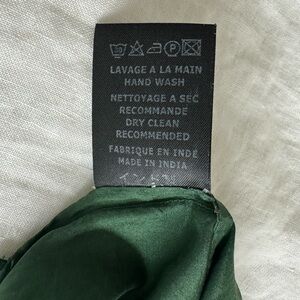 LAVAGE A LA MAIN
HAND WASH
NETTOYAGE A SEC
RECOMMANDE
DRY CLEAN
RECOMMENDED
FABRIQUE EN INDE
MADE IN INDIA